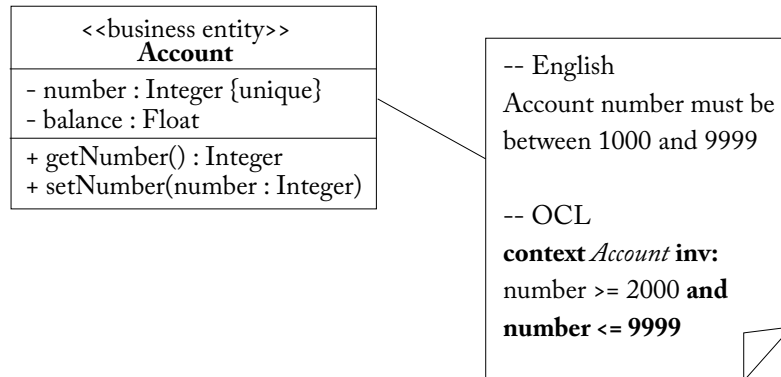 <<business entity>>
Account
- number : Integer {unique}
- balance : Float
+ getNumber() : Integer
+ setNumber(number : Integer)
-- English
Account number must be
between 1000 and 9999
-- OCL
context Account inv:
number >= 2000 and
number <= 9999